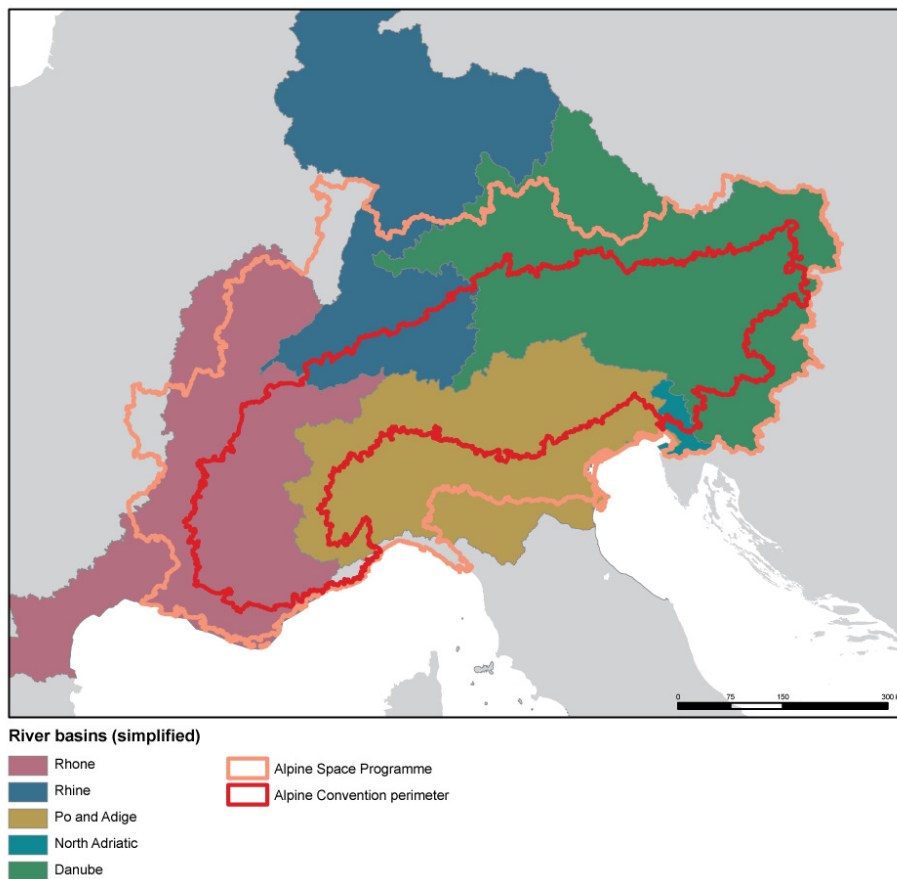 0 75 150 300 K
River basins (simplified)
Rhone
Rhine
Po and Adige
North Adriatic
Danube
Alpine Space Programme
Alpine Convention perimeter